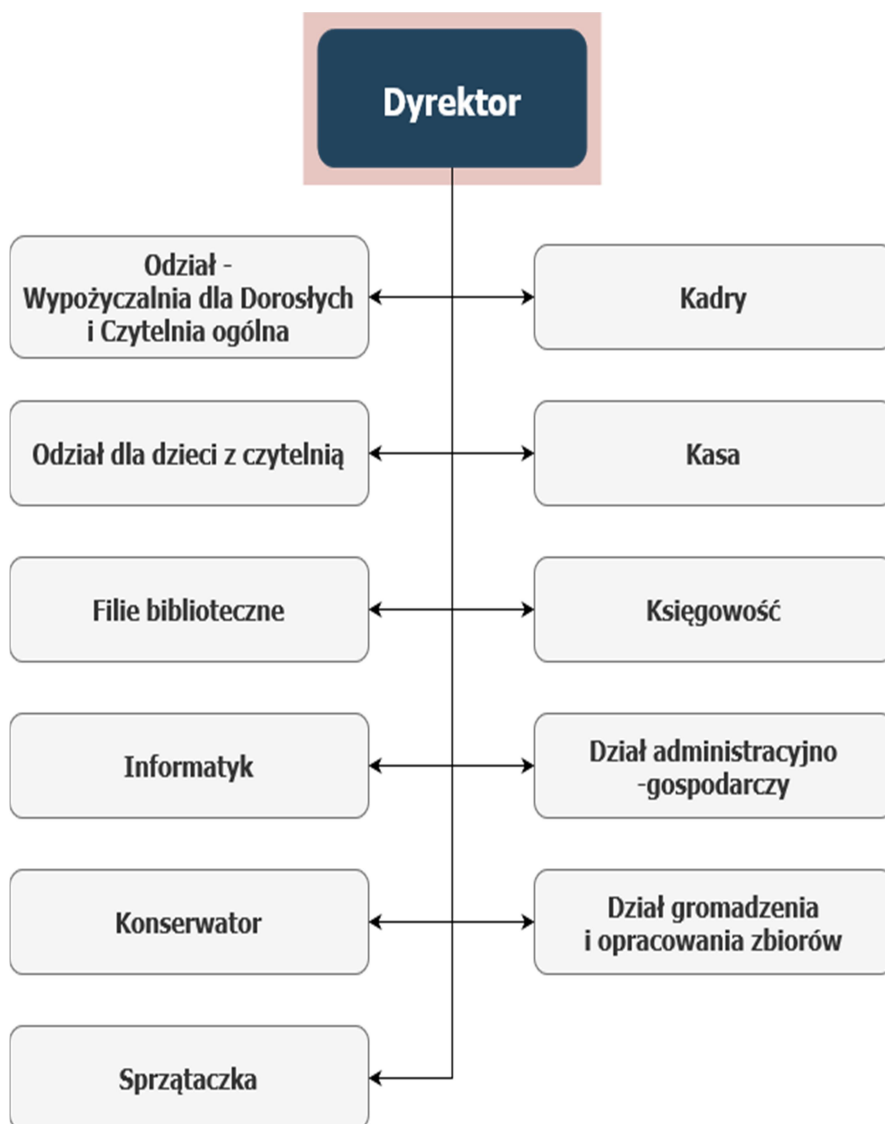 Dyrektor
Odział -
Wypożyczalnia dla Dorosłych
i Czytelnia ogólna
Kadry
Odział dla dzieci z czytelnią
Kasa
Filie biblioteczne
Księgowość
Informatyk
Dział administracyjno
-gospodarczy
Konserwator
Dział gromadzenia
i opracowania zbiorów
Sprzątaczka